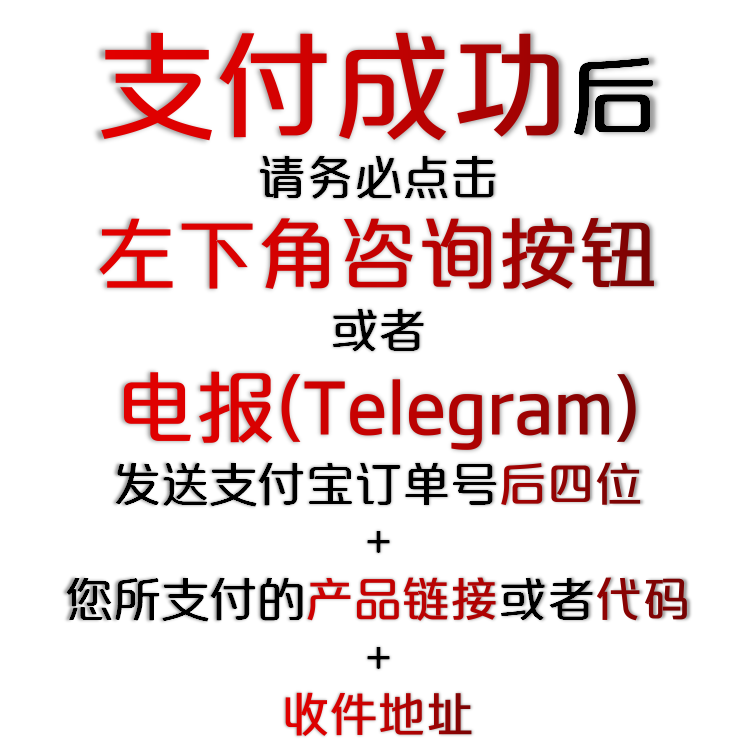 支付成功后
请务必点击
左下角咨询按钮
或者
电报(Telegram)
发送支付宝订单号后四位
+
您所支付的产品链接或者代码
+
收件地址